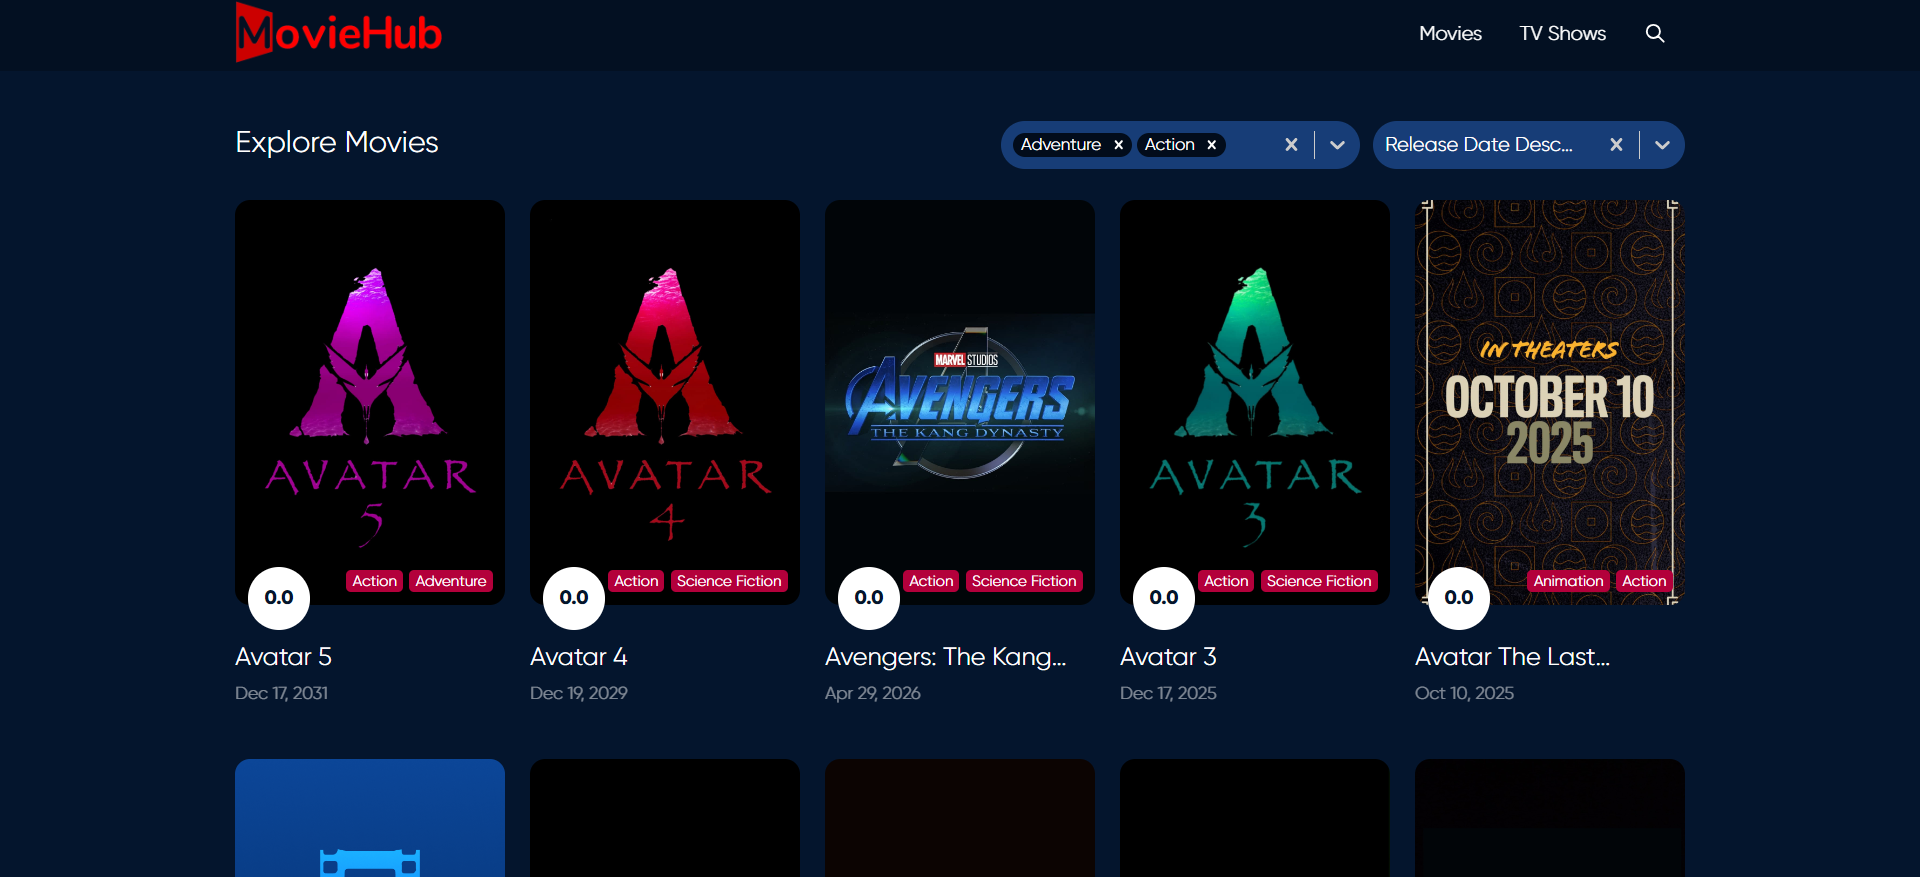 MovieHub
Movies
TV Shows
Explore Movies
Adventure
Action
Release Date Desc...
AVATAR
5
0.0
Action
Adventure
Avatar 5
Dec 17, 2031
AVATAR
4
0.0
Action
Science Fiction
Avatar 4
Dec 19, 2029
MARVEL STUDIOS
AVENGERS
THE KANG DYNASTY
0.0
Action
Science Fiction
Avengers: The Kang...
Apr 29, 2026
AVATAR
3
0.0
Action
Science Fiction
Avatar 3
Dec 17, 2025
IN THEATERS
OCTOBER 10
2025
0.0
Animation
Action
Avatar The Last...
Oct 10, 2025